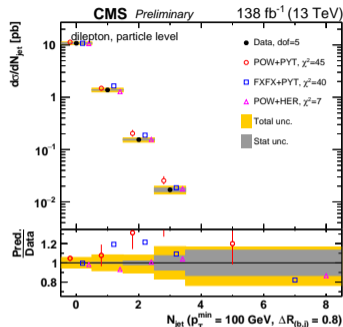 CMS Preliminary 138 fb⁻¹ (13 TeV)
dσ/dN_jet [pb]
dilepton, particle level
Data, dof=5
POW+PYT, χ²=45
FXFX+PYT, χ²=40
POW+HER, χ²=7
Total unc.
Stat unc.
10
1
10⁻¹
10⁻²
Pred.
Data
1.2
1
0.8
0 2 4 6 8
N_jet (p_T^min = 100 GeV, ΔR_(b,j) = 0.8)